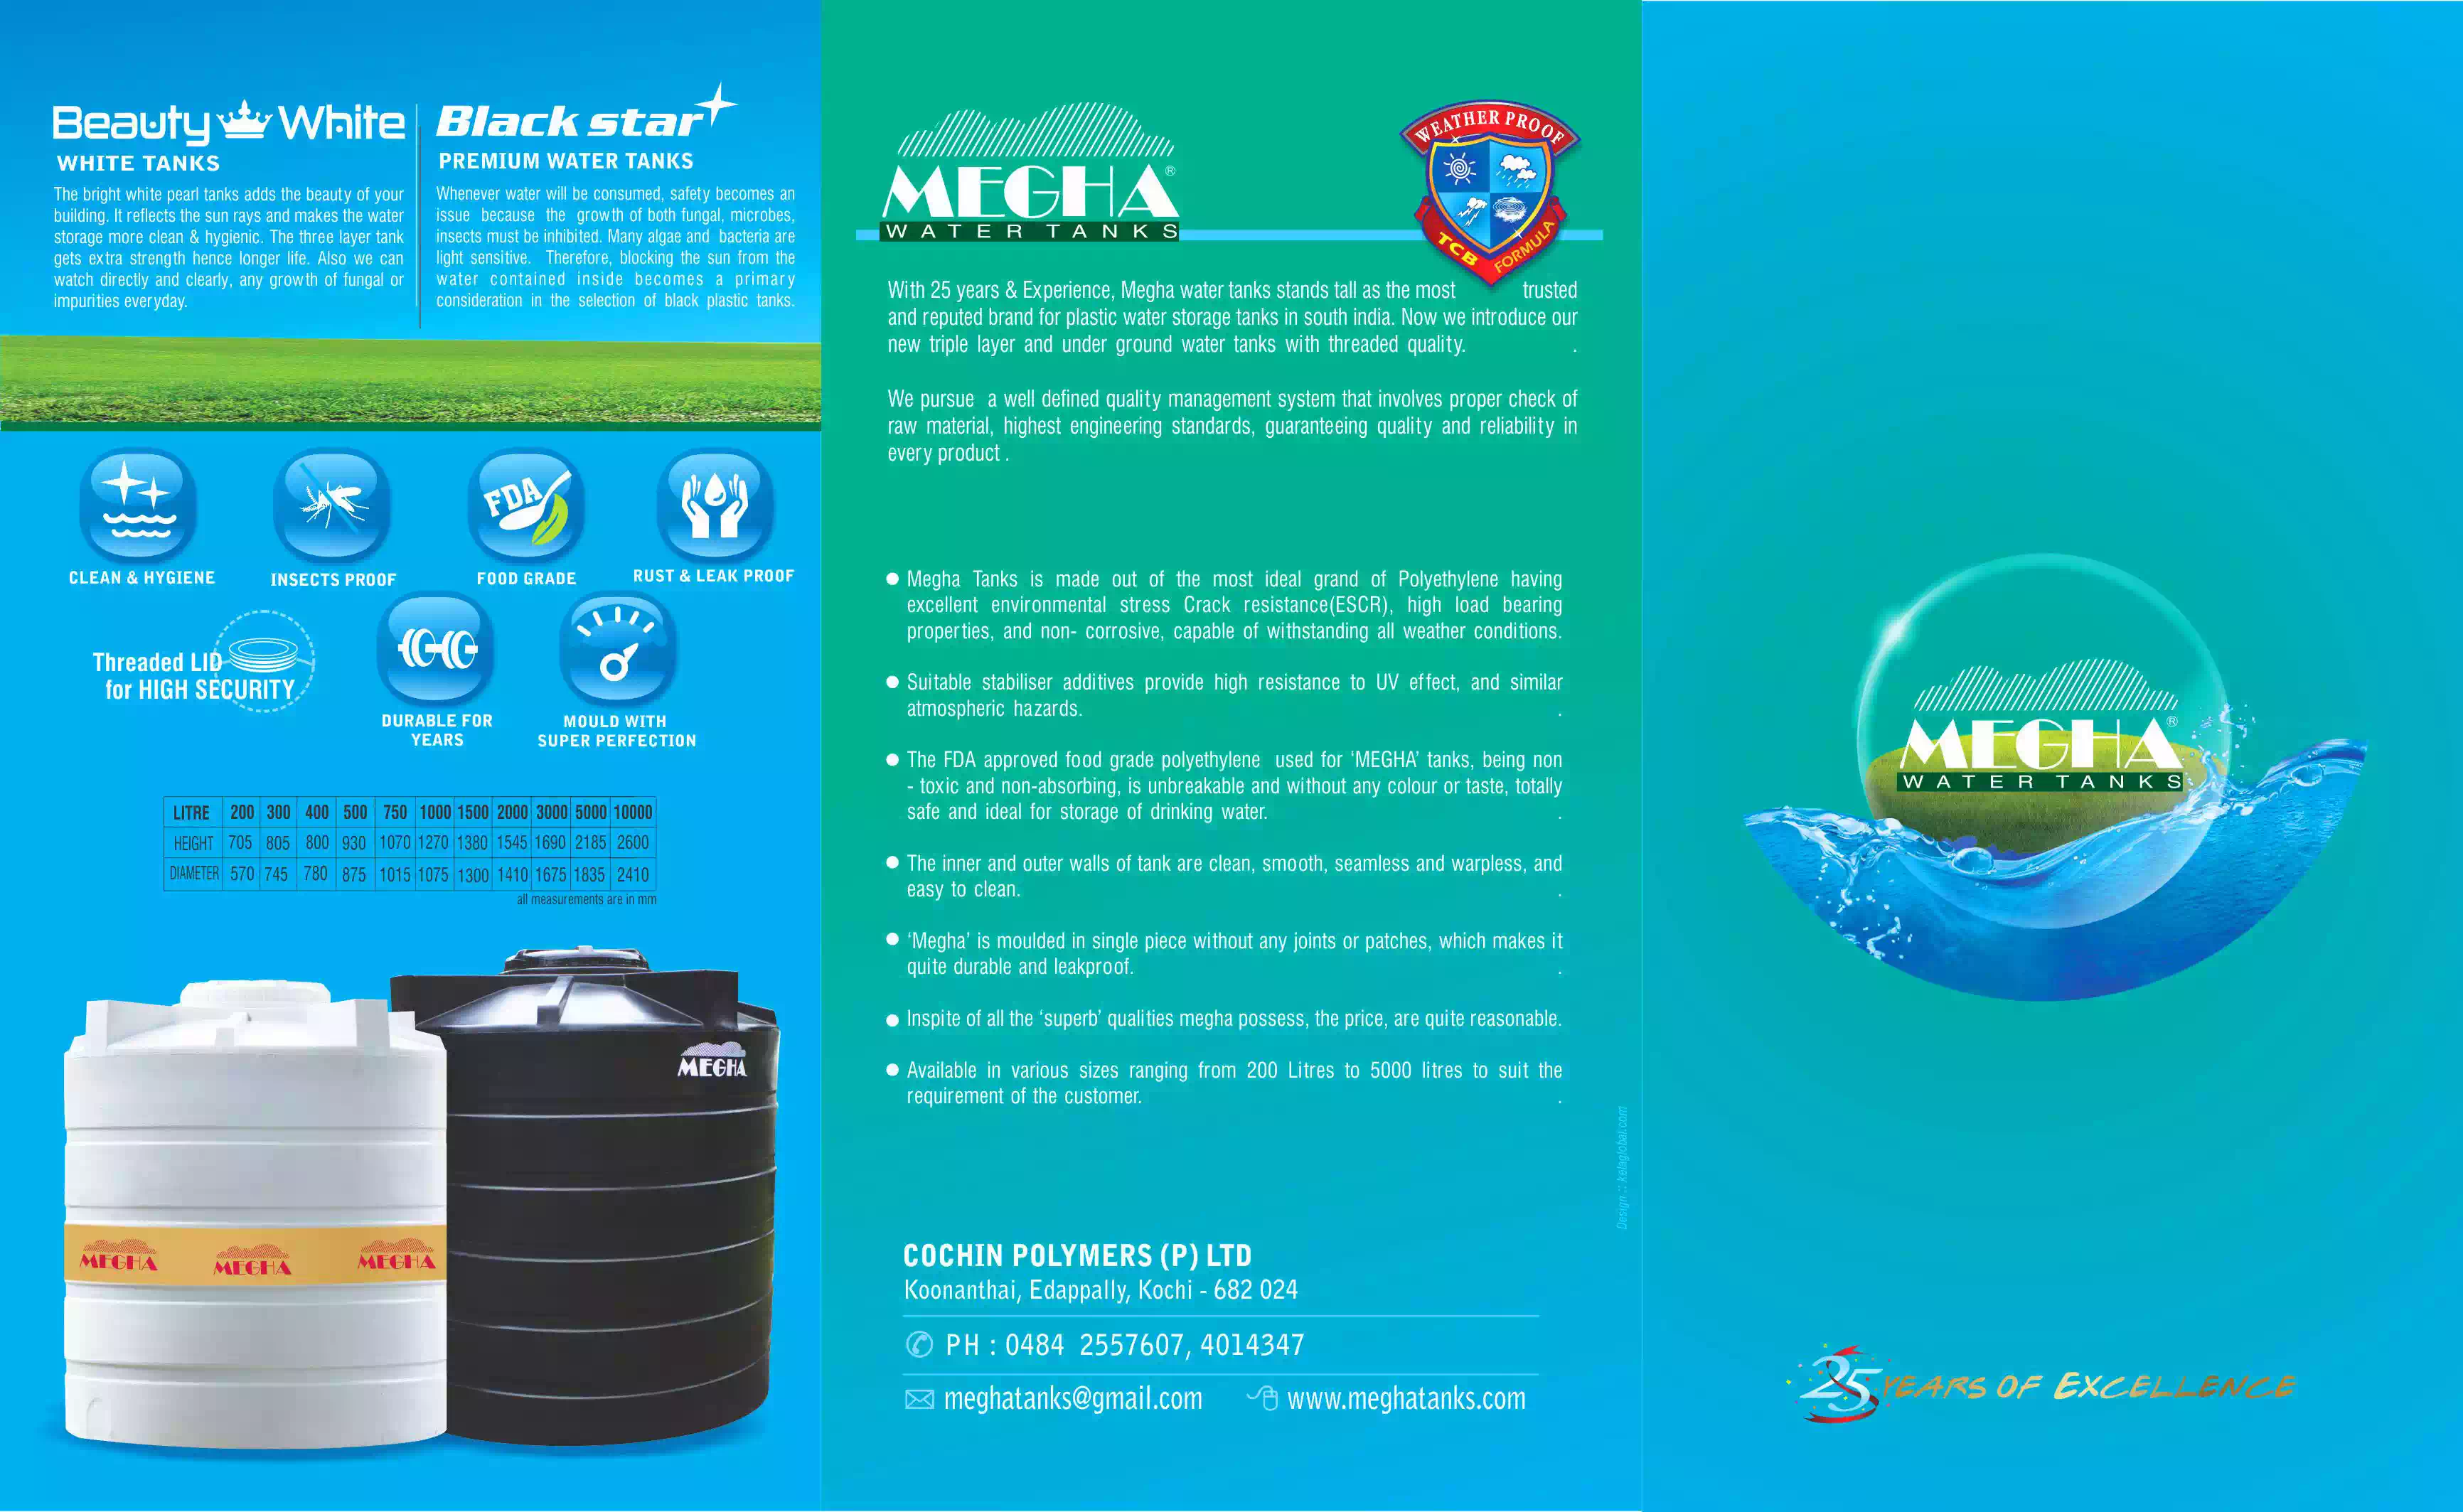 Beauty White
WHITE TANKS
The bright white pearl tanks adds the beauty of your
building. It reflects the sun rays and makes the water
storage more clean & hygienic. The three layer tank
gets extra strength hence longer life. Also we can
watch directly and clearly, any growth of fungal or
impurities everyday.
Black star
PREMIUM WATER TANKS
Whenever water will be consumed, safety becomes an
issue because the growth of both fungal, microbes,
insects must be inhibited. Many algae and bacteria are
light sensitive. Therefore, blocking the sun from the
water contained inside becomes a primary
consideration in the selection of black plastic tanks.
CLEAN & HYGIENE
INSECTS PROOF
FDA
FOOD GRADE
RUST & LEAK PROOF
Threaded LID
for HIGH SECURITY
DURABLE FOR
YEARS
MOULD WITH
SUPER PERFECTION
LITRE 200 300 400 500 750 1000 1500 2000 3000 5000 10000
HEIGHT 705 805 800 930 1070 1270 1380 1545 1690 2185 2600
DIAMETER 570 745 780 875 1015 1075 1300 1410 1675 1835 2410
all measurements are in mm
MEGHA
MEGHA MEGHA MEGHA
MEGHA®
WATER TANKS
WEATHER PROOF
TCB FORMULA
With 25 years & Experience, Megha water tanks stands tall as the most trusted
and reputed brand for plastic water storage tanks in south india. Now we introduce our
new triple layer and under ground water tanks with threaded quality. .
We pursue a well defined quality management system that involves proper check of
raw material, highest engineering standards, guaranteeing quality and reliability in
every product .
● Megha Tanks is made out of the most ideal grand of Polyethylene having
excellent environmental stress Crack resistance(ESCR), high load bearing
properties, and non- corrosive, capable of withstanding all weather conditions.
● Suitable stabiliser additives provide high resistance to UV effect, and similar
atmospheric hazards. .
● The FDA approved food grade polyethylene used for ‘MEGHA’ tanks, being non
- toxic and non-absorbing, is unbreakable and without any colour or taste, totally
safe and ideal for storage of drinking water. .
● The inner and outer walls of tank are clean, smooth, seamless and warpless, and
easy to clean. .
● ‘Megha’ is moulded in single piece without any joints or patches, which makes it
quite durable and leakproof. .
● Inspite of all the ‘superb’ qualities megha possess, the price, are quite reasonable.
● Available in various sizes ranging from 200 Litres to 5000 litres to suit the
requirement of the customer. .
Design :: kelaglobal.com
COCHIN POLYMERS (P) LTD
Koonanthai, Edappally, Kochi - 682 024
PH : 0484 2557607, 4014347
meghatanks@gmail.com www.meghatanks.com
MEGHA®
WATER TANKS
25 YEARS OF EXCELLENCE